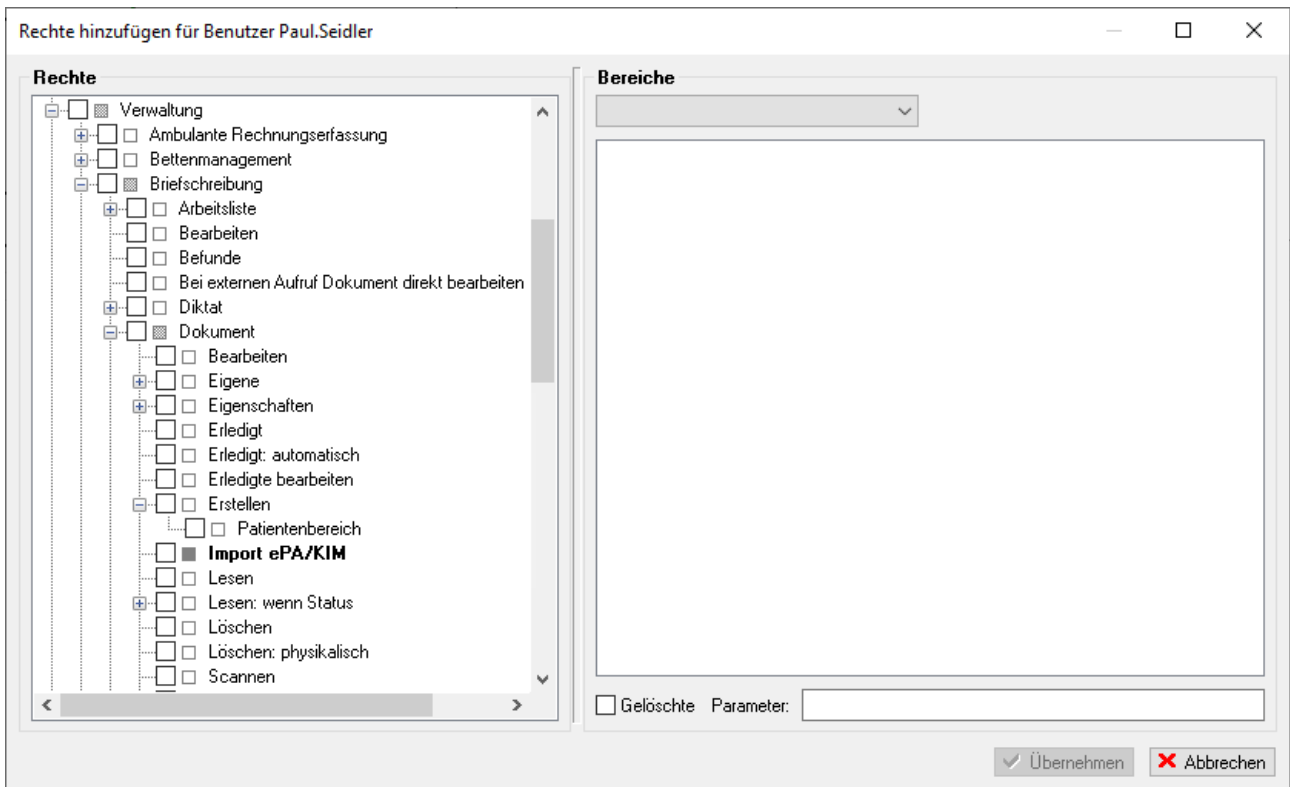 Rechte hinzufügen für Benutzer Paul.Seidler
Rechte
Verwaltung
Ambulante Rechnungserfassung
Bettenmanagement
Briefschreibung
Arbeitsliste
Bearbeiten
Befunde
Bei externen Aufruf Dokument direkt bearbeiten
Diktat
Dokument
Bearbeiten
Eigene
Eigenschaften
Erledigt
Erledigt: automatisch
Erledigte bearbeiten
Erstellen
Patientenbereich
Import ePA/KIM
Lesen
Lesen: wenn Status
Löschen
Löschen: physikalisch
Scannen
Bereiche
Gelöschte Parameter:
Übernehmen Abbrechen